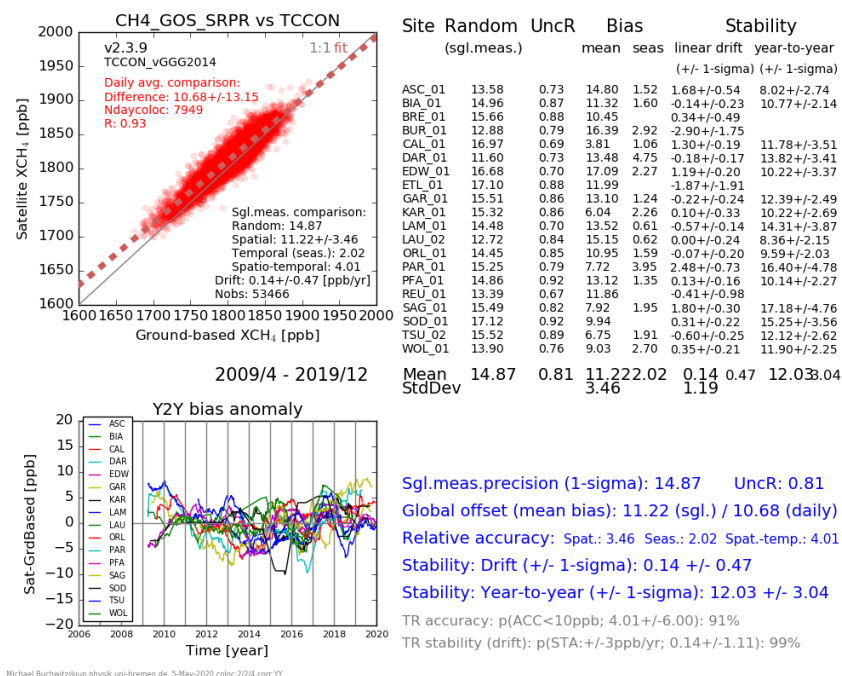 CH4_GOS_SRPR vs TCCON
2000
1950
1900
1850
1800
1750
1700
1650
1600
Satellite XCH4 [ppb]
v2.3.9
TCCON_vGGG2014
1:1 fit
Daily avg. comparison:
Difference: 10.68+/-13.15
Ndaycoloc: 7949
R: 0.93
Sgl.meas. comparison:
Random: 14.87
Spatial: 11.22+/-3.46
Temporal (seas.): 2.02
Spatio-temporal: 4.01
Drift: 0.14+/-0.47 [ppb/yr]
Nobs: 53466
1600 1650 1700 1750 1800 1850 1900 1950 2000
Ground-based XCH4 [ppb]
2009/4 - 2019/12
Site Random UncR Bias Stability
(sgl.meas.) mean seas linear drift year-to-year
(+/- 1-sigma) (+/- 1-sigma)
ASC_01 13.58 0.73 14.80 1.52 1.68+/-0.54 8.02+/-2.74
BIA_01 14.96 0.87 11.32 1.60 -0.14+/-0.23 10.77+/-2.14
BRE_01 15.66 0.88 10.45 0.34+/-0.49
BUR_01 12.88 0.79 16.39 2.92 -2.90+/-1.75
CAL_01 16.97 0.69 3.81 1.06 1.30+/-0.19 11.78+/-3.51
DAR_01 11.60 0.73 13.48 4.75 -0.18+/-0.17 13.82+/-3.41
EDW_01 16.68 0.70 17.09 2.27 1.19+/-0.20 10.22+/-3.37
ETL_01 17.10 0.88 11.99 -1.87+/-1.91
GAR_01 15.51 0.86 13.10 1.24 -0.22+/-0.24 12.39+/-2.49
KAR_01 15.32 0.86 6.04 2.26 0.10+/-0.33 10.22+/-2.69
LAM_01 14.48 0.70 13.52 0.61 -0.57+/-0.14 14.31+/-3.87
LAU_02 12.72 0.84 15.15 0.62 0.00+/-0.24 8.36+/-2.15
ORL_01 14.45 0.85 10.95 1.59 -0.07+/-0.20 9.59+/-2.03
PAR_01 15.25 0.79 7.72 3.95 2.48+/-0.73 16.40+/-4.78
PFA_01 14.86 0.92 13.12 1.35 0.13+/-0.16 10.14+/-2.27
REU_01 13.39 0.67 11.86 -0.41+/-0.98
SAG_01 15.49 0.82 7.92 1.95 1.80+/-0.30 17.18+/-4.76
SOD_01 17.12 0.92 9.94 0.31+/-0.22 15.25+/-3.56
TSU_02 15.52 0.89 6.75 1.91 -0.60+/-0.25 12.12+/-2.62
WOL_01 13.90 0.76 9.03 2.70 0.35+/-0.21 11.90+/-2.25
Mean 14.87 0.81 11.22 2.02 0.14 0.47 12.03 3.04
StdDev 3.46 1.19
Y2Y bias anomaly
20
15
10
5
0
−5
−10
−15
−20
Sat-GrdBased [ppb]
ASC
BIA
CAL
DAR
EDW
GAR
KAR
LAM
LAU
ORL
PAR
PFA
SAG
SOD
TSU
WOL
2006 2008 2010 2012 2014 2016 2018 2020
Time [year]
Sgl.meas.precision (1-sigma): 14.87 UncR: 0.81
Global offset (mean bias): 11.22 (sgl.) / 10.68 (daily)
Relative accuracy: Spat.: 3.46 Seas.: 2.02 Spat.-temp.: 4.01
Stability: Drift (+/- 1-sigma): 0.14 +/- 0.47
Stability: Year-to-year (+/- 1-sigma): 12.03 +/- 3.04
TR accuracy: p(ACC<10ppb; 4.01+/-6.00): 91%
TR stability (drift): p(STA:+/-3ppb/yr; 0.14+/-1.11): 99%
Michael.Buchwitz@iup.physik.uni-bremen.de, 5-May-2020 coloc:2/2/4 corr:YY